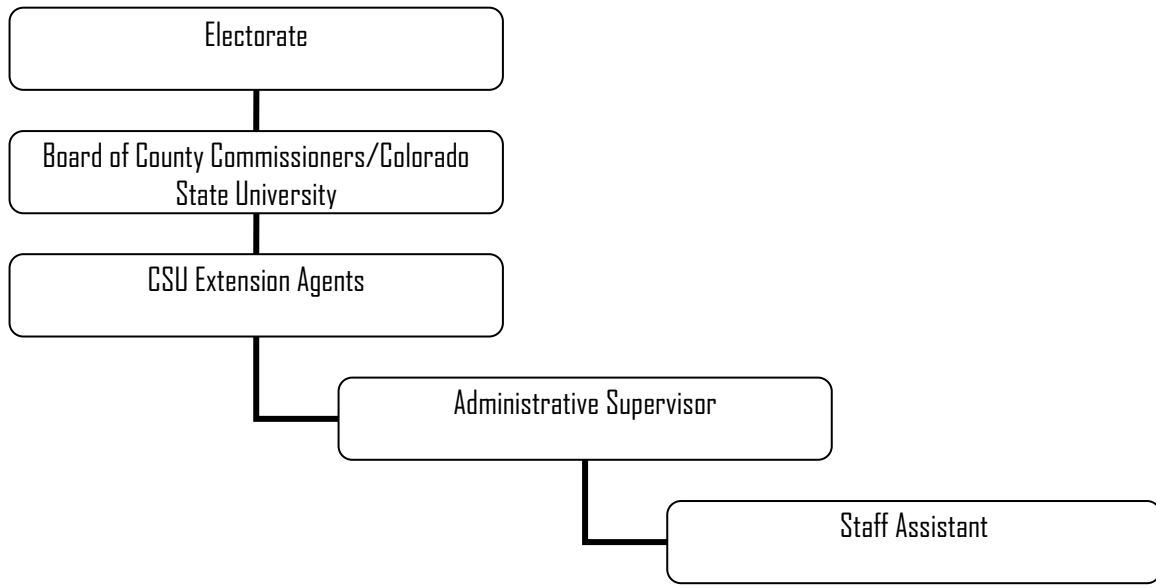 Electorate
Board of County Commissioners/Colorado
State University
CSU Extension Agents
Administrative Supervisor
Staff Assistant